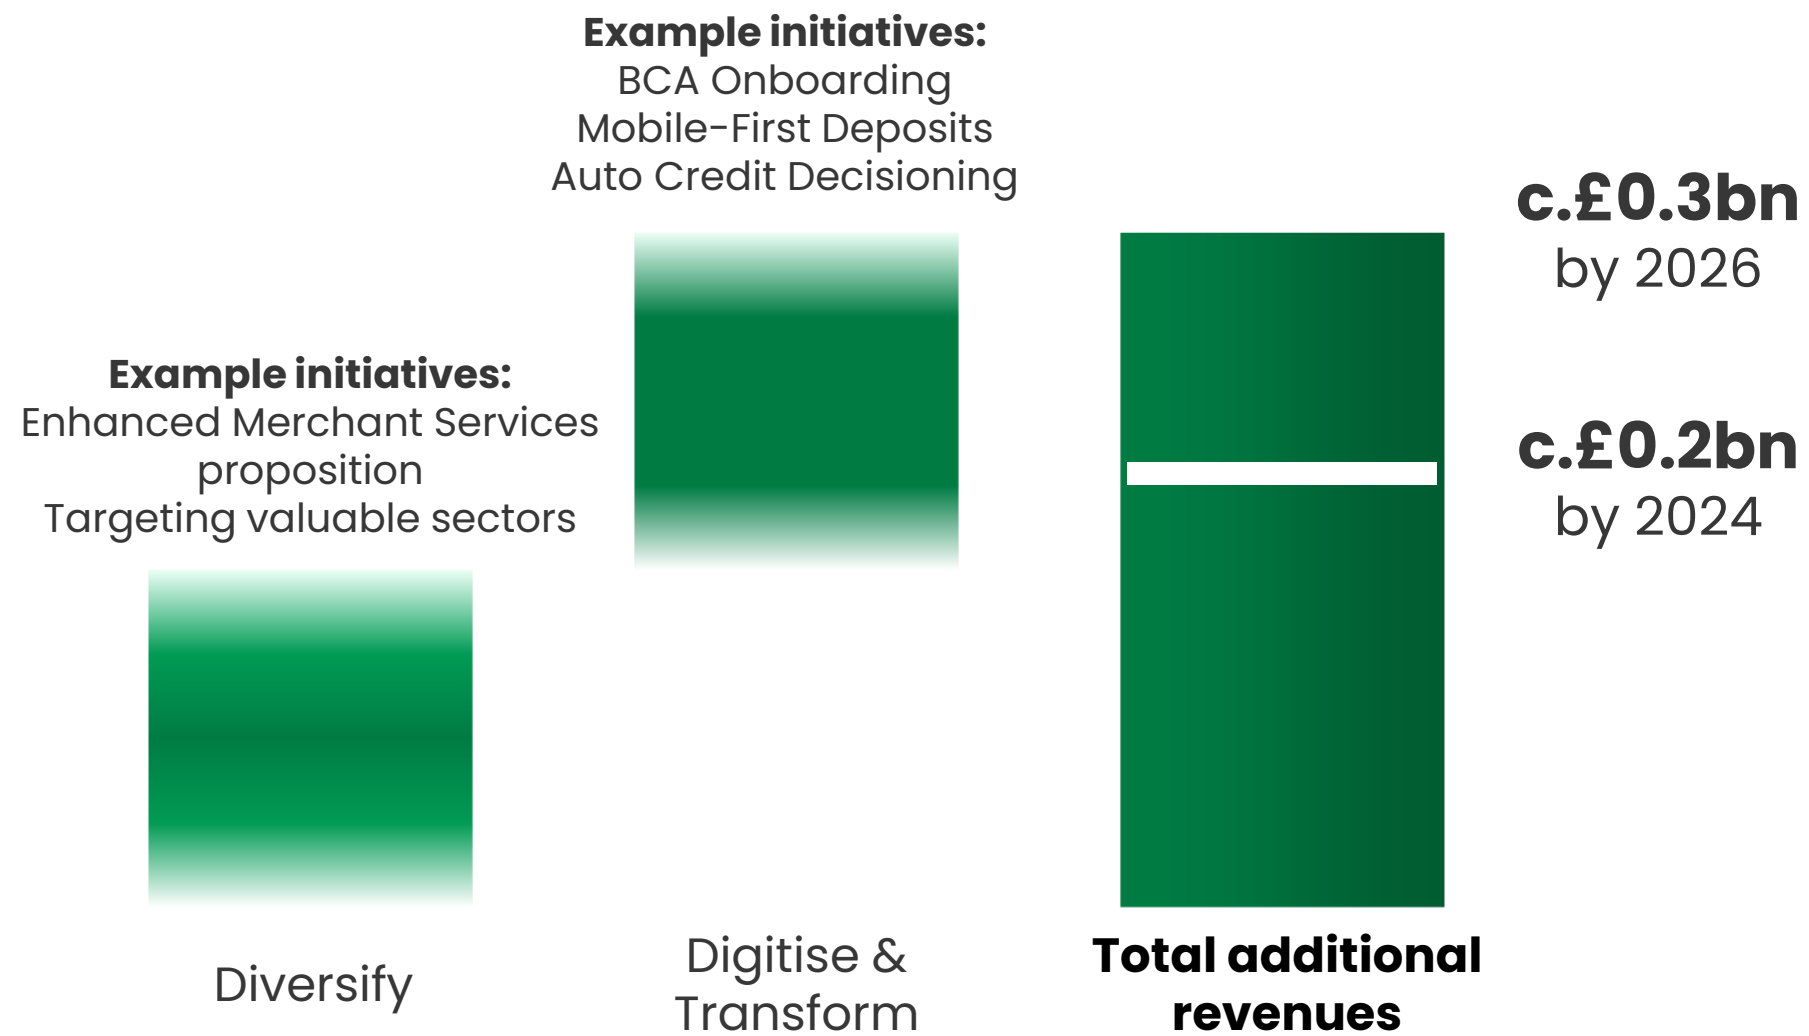 Example initiatives:
BCA Onboarding
Mobile-First Deposits
Auto Credit Decisioning
c.£0.3bn
by 2026
Example initiatives:
Enhanced Merchant Services
proposition
Targeting valuable sectors
c.£0.2bn
by 2024
Diversify
Digitise &
Transform
Total additional
revenues